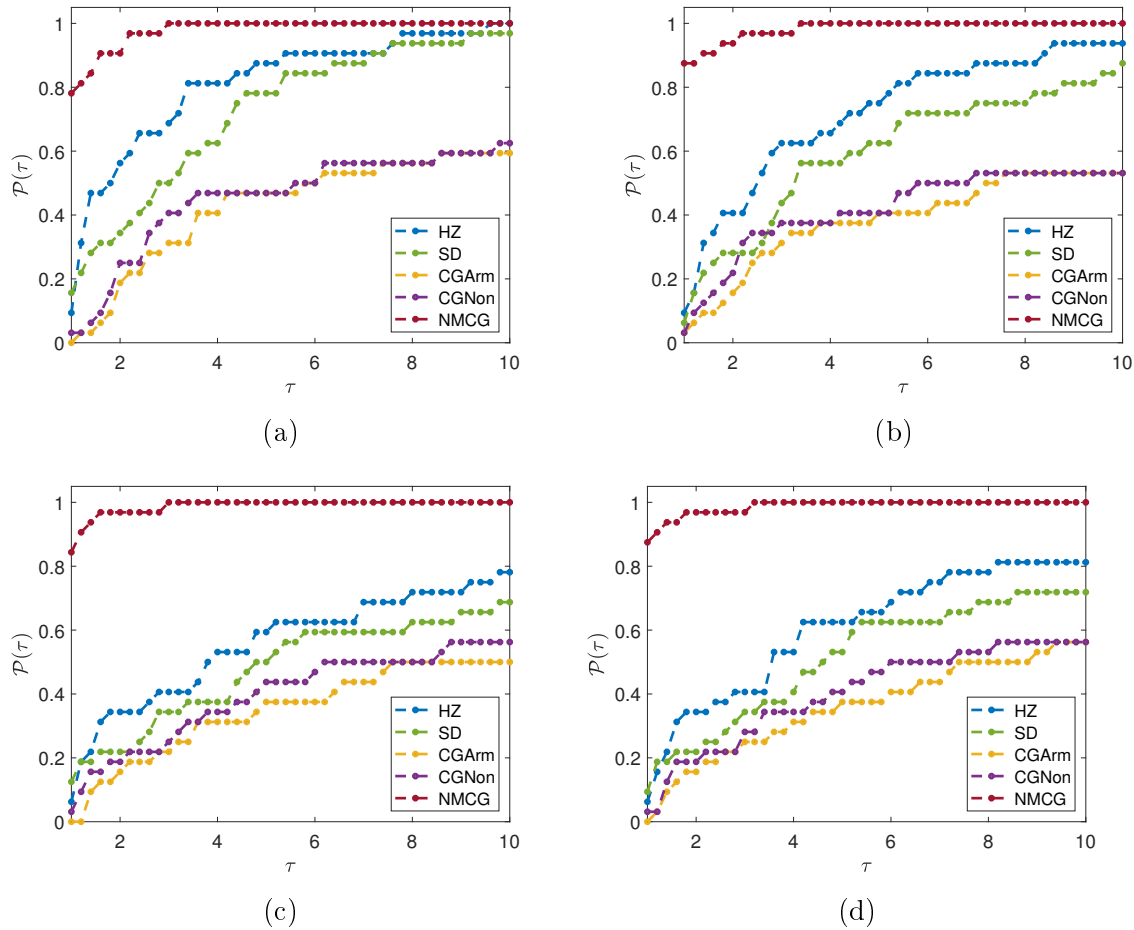 1
0.8
0.6
0.4
0.2
0
P(τ)
2 4 6 8 10
τ
HZ
SD
CGArm
CGNon
NMCG
(a)
1
0.8
0.6
0.4
0.2
0
P(τ)
2 4 6 8 10
τ
HZ
SD
CGArm
CGNon
NMCG
(b)
1
0.8
0.6
0.4
0.2
0
P(τ)
2 4 6 8 10
τ
HZ
SD
CGArm
CGNon
NMCG
(c)
1
0.8
0.6
0.4
0.2
0
P(τ)
2 4 6 8 10
τ
HZ
SD
CGArm
CGNon
NMCG
(d)